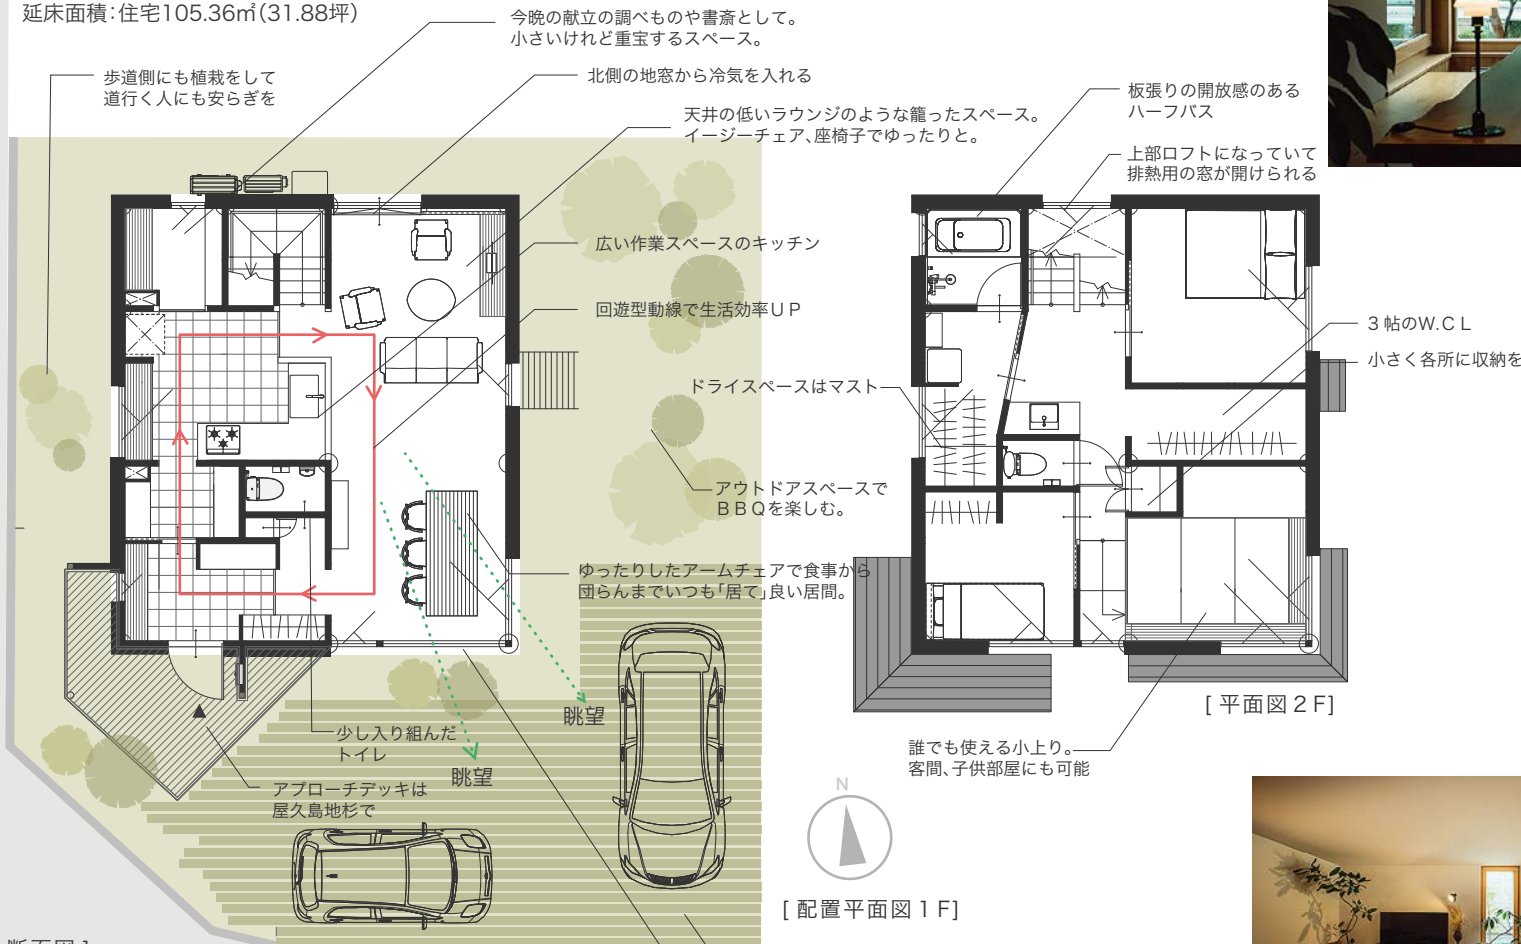 延床面積:住宅105.36㎡(31.88坪)
今晩の献立の調べものや書斎として。
小さいけれど重宝するスペース。
歩道側にも植栽をして
道行く人にも安らぎを
北側の地窓から冷気を入れる
天井の低いラウンジのような籠ったスペース。
イージーチェア、座椅子でゆったりと。
板張りの開放感のある
ハーフバス
上部ロフトになっていて
排熱用の窓が開けられる
広い作業スペースのキッチン
回遊型動線で生活効率UP
3帖のW.CL
小さく各所に収納を
ドライスペースはマスト
アウトドアスペースで
BBQを楽しむ。
ゆったりしたアームチェアで食事から
団らんまでいつも「居て」良い居間。
眺望
眺望
少し入り組んだ
トイレ
アプローチデッキは
屋久島地杉で
[平面図2F]
誰でも使える小上り。
客間、子供部屋にも可能
N
[配置平面図1F]